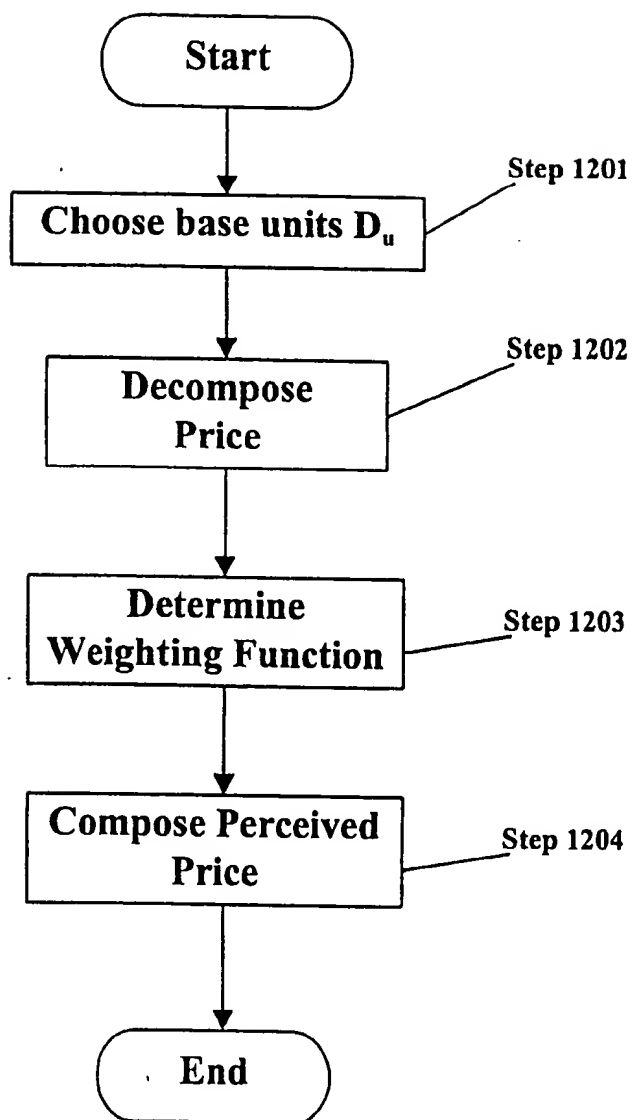 Start
Step 1201
Choose base units Dᵤ
Step 1202
Decompose
Price
Determine
Weighting Function
Step 1203
Compose Perceived
Price
Step 1204
End